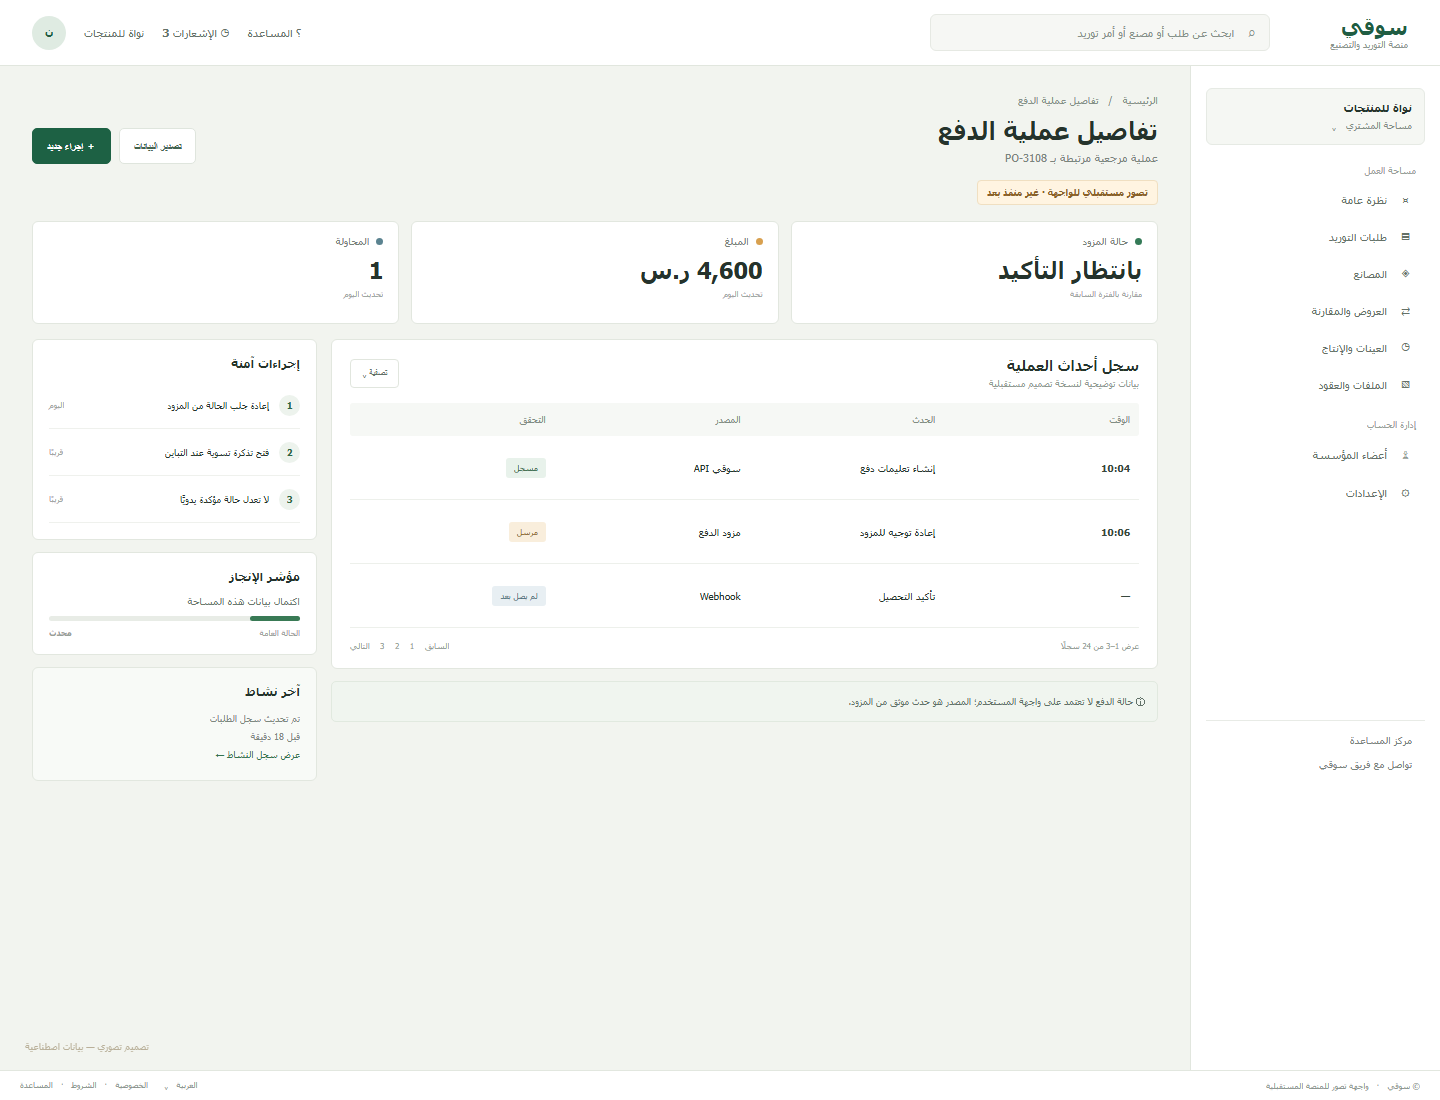 سوقي
منصة التوريد والتصنيع
ابحث عن طلب أو مصنع أو أمر توريد
؟ المساعدة
الإشعارات 3
نواة للمنتجات
ن
نواة للمنتجات
مساحة المشتري
مساحة العمل
نظرة عامة
طلبات التوريد
المصانع
العروض والمقارنة
العينات والإنتاج
الملفات والعقود
إدارة الحساب
أعضاء المؤسسة
الإعدادات
مركز المساعدة
تواصل مع فريق سوقي
الرئيسية / تفاصيل عملية الدفع
تفاصيل عملية الدفع
عملية مرجعية مرتبطة بـ PO-3108
تصور مستقبلي للواجهة · غير منفذ بعد
تصدير البيانات
+ إجراء جديد
حالة المزود
بانتظار التأكيد
مقارنة بالفترة السابقة
المبلغ
4,600 ر.س
تحديث اليوم
المحاولة
1
تحديث اليوم
سجل أحداث العملية
بيانات توضيحية لنسخة تصميم مستقبلية
تصفية
الوقت الحدث المصدر التحقق
10:04 إنشاء تعليمات دفع سوقي API مسجل
10:06 إعادة توجيه للمزود مزود الدفع مرسل
— تأكيد التحصيل Webhook لم يصل بعد
عرض 1–3 من 24 سجلًا
السابق 1 2 3 التالي
ⓘ حالة الدفع لا تعتمد على واجهة المستخدم؛ المصدر هو حدث موثق من المزود.
إجراءات آمنة
1 إعادة جلب الحالة من المزود اليوم
2 فتح تذكرة تسوية عند التباين قريبًا
3 لا تعدل حالة مؤكدة يدويًا قريبًا
مؤشر الإنجاز
اكتمال بيانات هذه المساحة
الحالة العامة محدث
آخر نشاط
تم تحديث سجل الطلبات
قبل 18 دقيقة
عرض سجل النشاط ←
تصميم تصوري — بيانات اصطناعية
© سوقي · واجهة تصور للمنصة المستقبلية
العربية
الخصوصية · الشروط · المساعدة